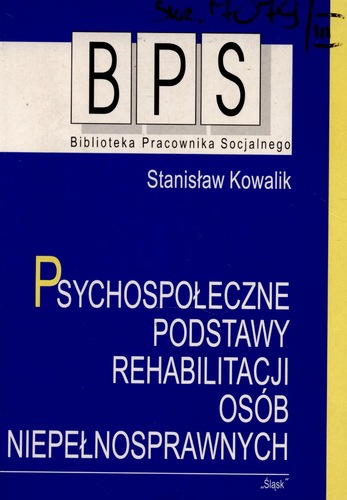 BPS
Biblioteka Pracownika Socjalnego
Stanisław Kowalik
PSYCHOSPOŁECZNE
PODSTAWY
REHABILITACJI
OSÓB
NIEPEŁNOSPRAWNYCH
„Śląsk”